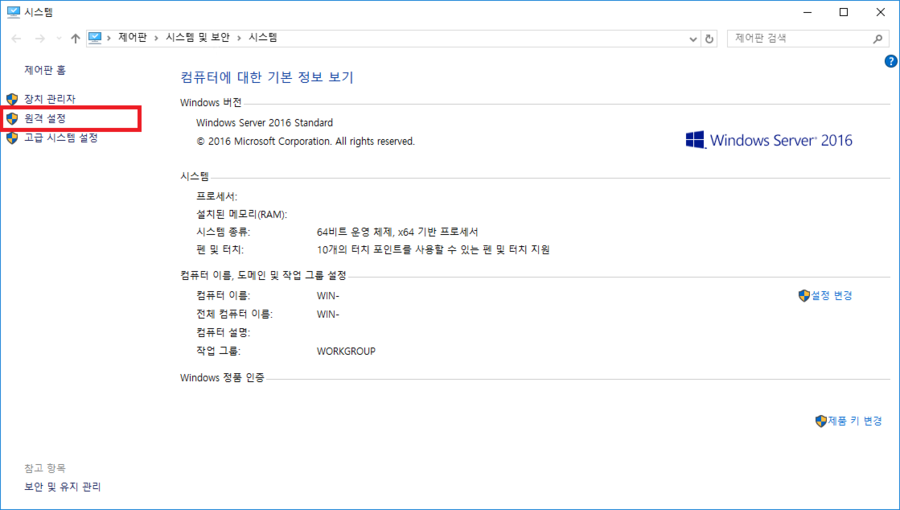 시스템
제어판 › 시스템 및 보안 › 시스템
제어판 검색
?
제어판 홈
장치 관리자
원격 설정
고급 시스템 설정
컴퓨터에 대한 기본 정보 보기
Windows 버전
Windows Server 2016 Standard
© 2016 Microsoft Corporation. All rights reserved.
Windows Server® 2016
시스템
프로세서:
설치된 메모리(RAM):
시스템 종류: 64비트 운영 체제, x64 기반 프로세서
펜 및 터치: 10개의 터치 포인트를 사용할 수 있는 펜 및 터치 지원
컴퓨터 이름, 도메인 및 작업 그룹 설정
컴퓨터 이름: WIN-
설정 변경
전체 컴퓨터 이름: WIN-
컴퓨터 설명:
작업 그룹: WORKGROUP
Windows 정품 인증
제품 키 변경
참고 항목
보안 및 유지 관리